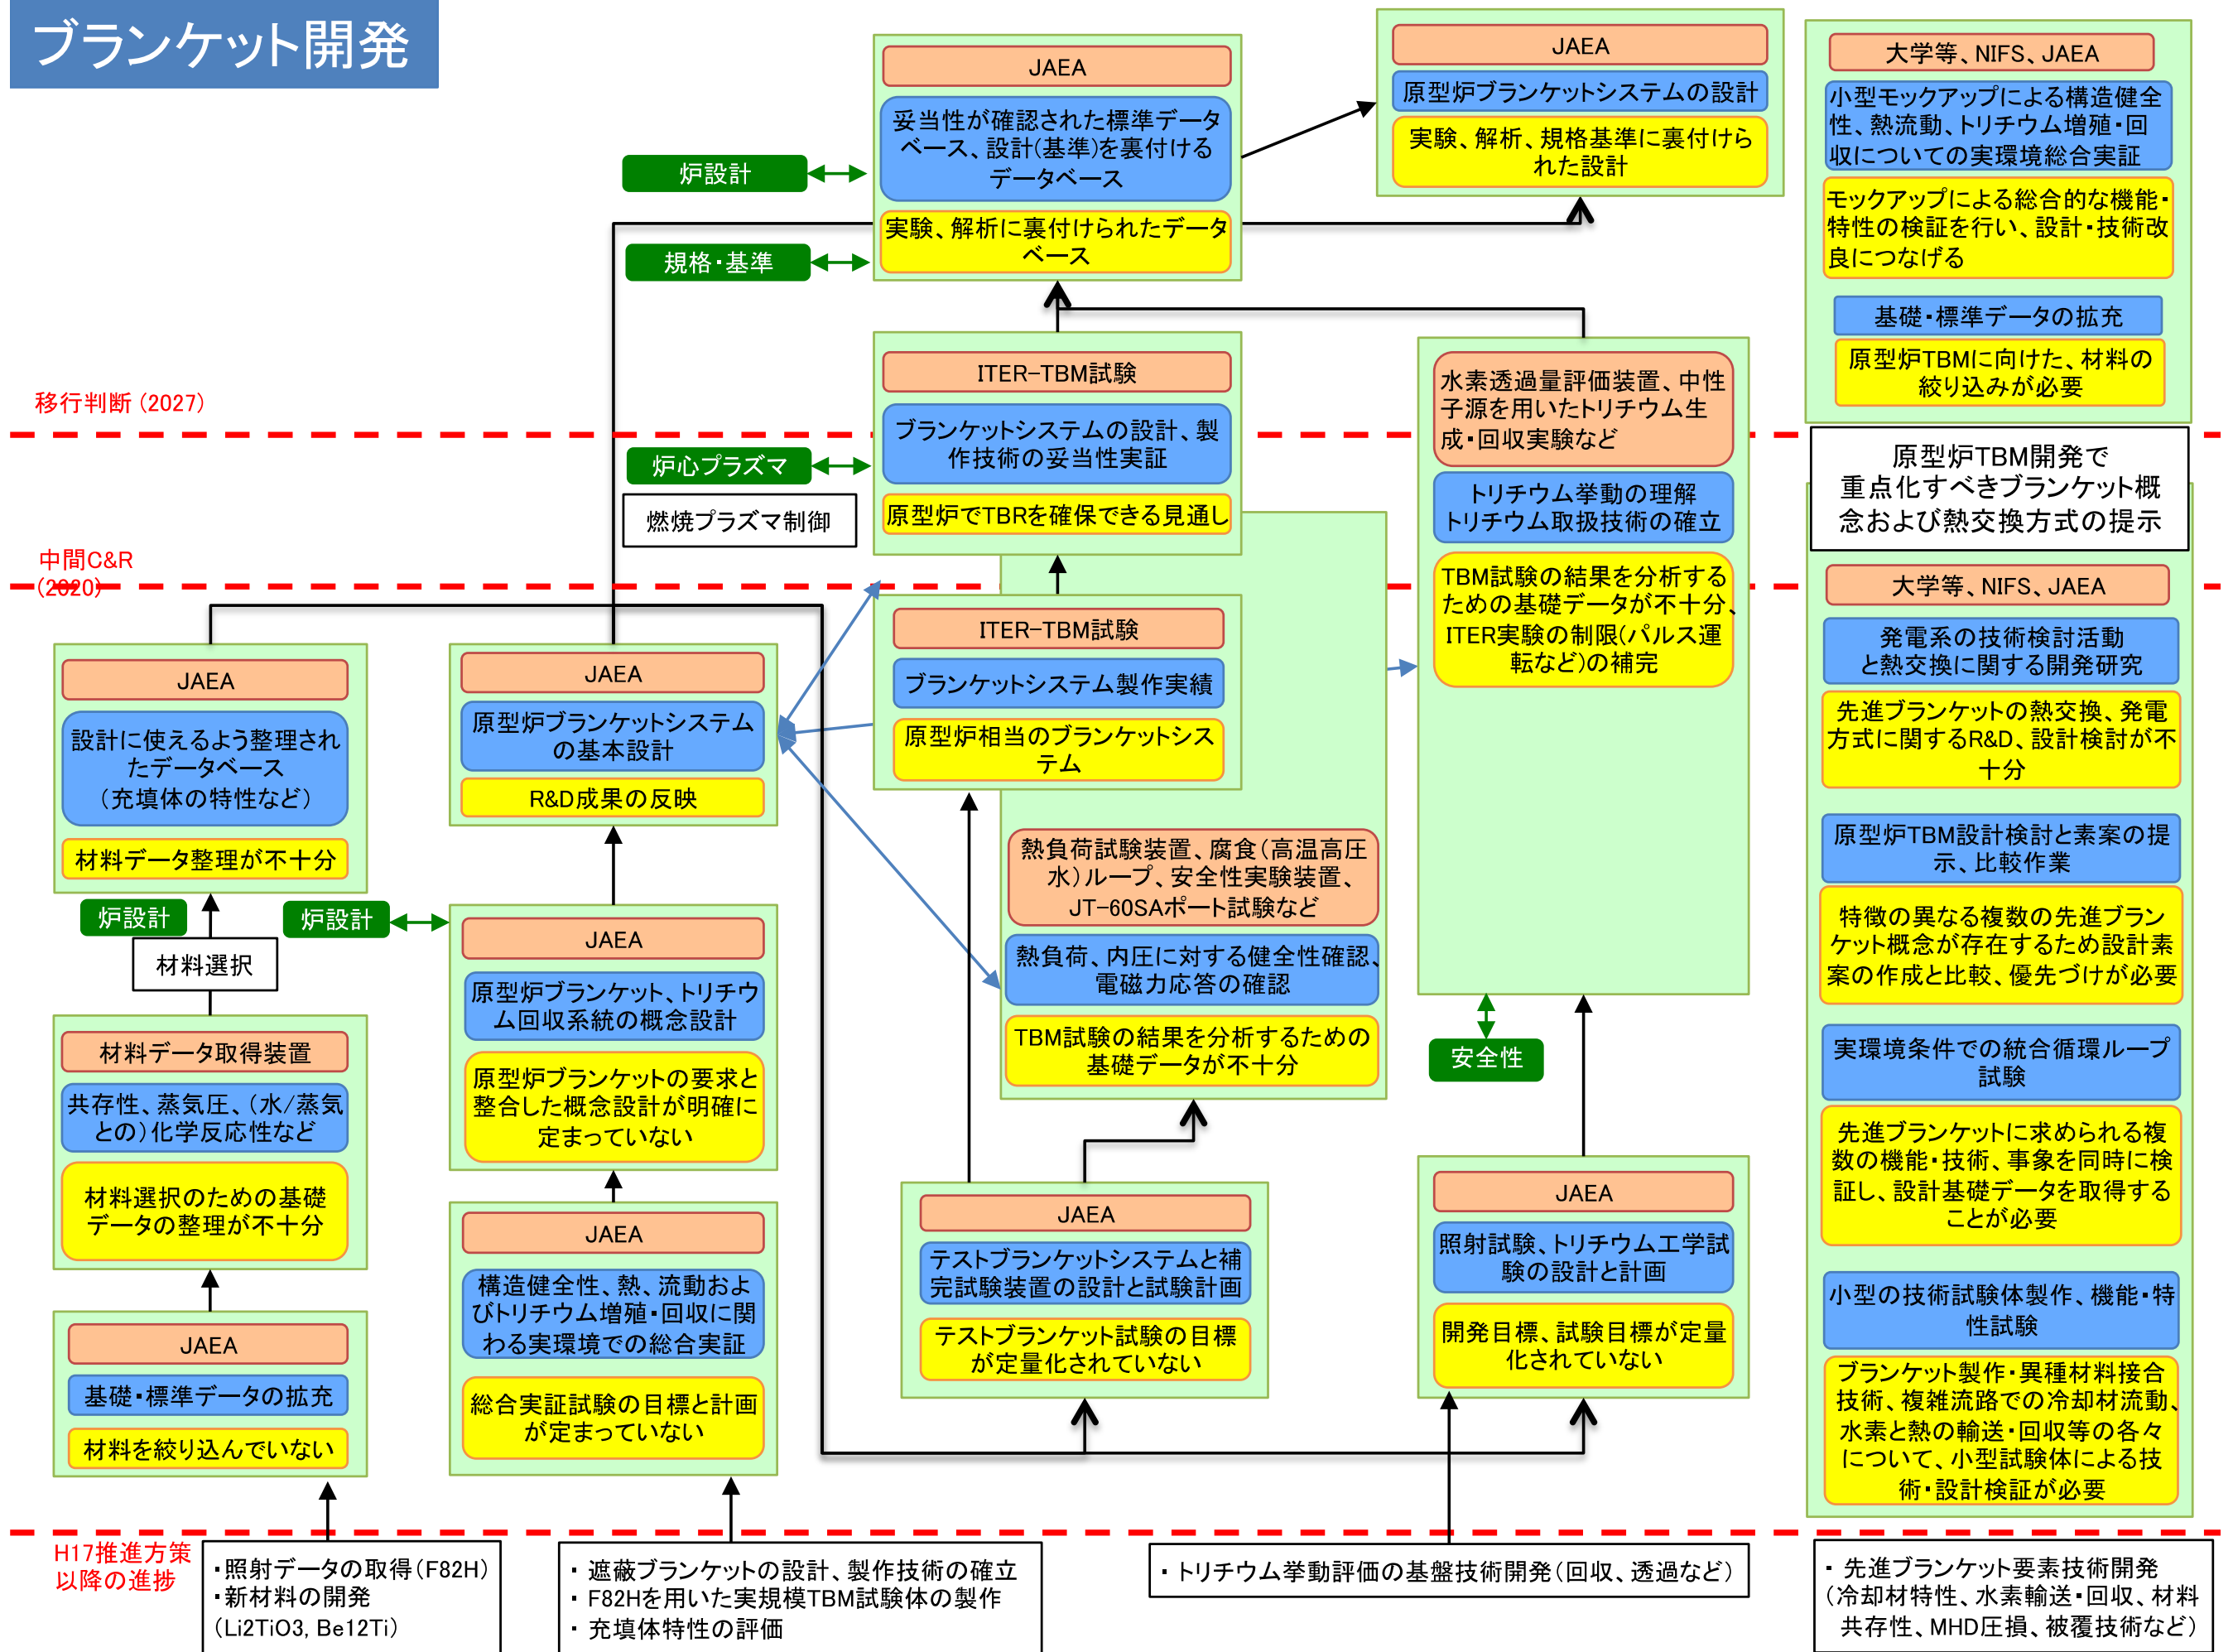 ブランケット開発
JAEA
妥当性が確認された標準データ
ベース、設計(基準)を裏付ける
データベース
実験、解析に裏付けられたデータ
ベース
JAEA
原型炉ブランケットシステムの設計
実験、解析、規格基準に裏付けら
れた設計
大学等、NIFS、JAEA
小型モックアップによる構造健全
性、熱流動、トリチウム増殖・回
収についての実環境総合実証
モックアップによる総合的な機能・
特性の検証を行い、設計・技術改
良につなげる
基礎・標準データの拡充
原型炉TBMに向けた、材料の
絞り込みが必要
炉設計
規格・基準
移行判断 (2027)
ITER-TBM試験
ブランケットシステムの設計、製
作技術の妥当性実証
原型炉でTBRを確保できる見通し
炉心プラズマ
燃焼プラズマ制御
水素透過量評価装置、中性
子源を用いたトリチウム生
成・回収実験など
トリチウム挙動の理解
トリチウム取扱技術の確立
TBM試験の結果を分析する
ための基礎データが不十分、
ITER実験の制限(パルス運
転など)の補完
原型炉TBM開発で
重点化すべきブランケット概
念および熱交換方式の提示
中間C&R
(2020)
JAEA
設計に使えるよう整理され
たデータベース
(充填体の特性など)
材料データ整理が不十分
JAEA
原型炉ブランケットシステム
の基本設計
R&D成果の反映
ITER-TBM試験
ブランケットシステム製作実績
原型炉相当のブランケットシス
テム
熱負荷試験装置、腐食(高温高圧
水)ループ、安全性実験装置、
JT-60SAポート試験など
熱負荷、内圧に対する健全性確認、
電磁力応答の確認
TBM試験の結果を分析するための
基礎データが不十分
大学等、NIFS、JAEA
発電系の技術検討活動
と熱交換に関する開発研究
先進ブランケットの熱交換、発電
方式に関するR&D、設計検討が不
十分
原型炉TBM設計検討と素案の提
示、比較作業
特徴の異なる複数の先進ブラン
ケット概念が存在するため設計素
案の作成と比較、優先づけが必要
実環境条件での統合循環ループ
試験
先進ブランケットに求められる複
数の機能・技術、事象を同時に検
証し、設計基礎データを取得する
ことが必要
小型の技術試験体製作、機能・特
性試験
ブランケット製作・異種材料接合
技術、複雑流路での冷却材流動、
水素と熱の輸送・回収等の各々
について、小型試験体による技
術・設計検証が必要
炉設計
炉設計
材料選択
材料データ取得装置
共存性、蒸気圧、(水/蒸気
との)化学反応性など
材料選択のための基礎
データの整理が不十分
JAEA
原型炉ブランケット、トリチウ
ム回収系統の概念設計
原型炉ブランケットの要求と
整合した概念設計が明確に
定まっていない
安全性
JAEA
基礎・標準データの拡充
材料を絞り込んでいない
JAEA
構造健全性、熱、流動およ
びトリチウム増殖・回収に関
わる実環境での総合実証
総合実証試験の目標と計画
が定まっていない
JAEA
テストブランケットシステムと補
完試験装置の設計と試験計画
テストブランケット試験の目標
が定量化されていない
JAEA
照射試験、トリチウム工学試
験の設計と計画
開発目標、試験目標が定量
化されていない
H17推進方策
以降の進捗
・照射データの取得(F82H)
・新材料の開発
(Li2TiO3, Be12Ti)
・ 遮蔽ブランケットの設計、製作技術の確立
・ F82Hを用いた実規模TBM試験体の製作
・ 充填体特性の評価
・ トリチウム挙動評価の基盤技術開発(回収、透過など)
・ 先進ブランケット要素技術開発
(冷却材特性、水素輸送・回収、材料
共存性、MHD圧損、被覆技術など)